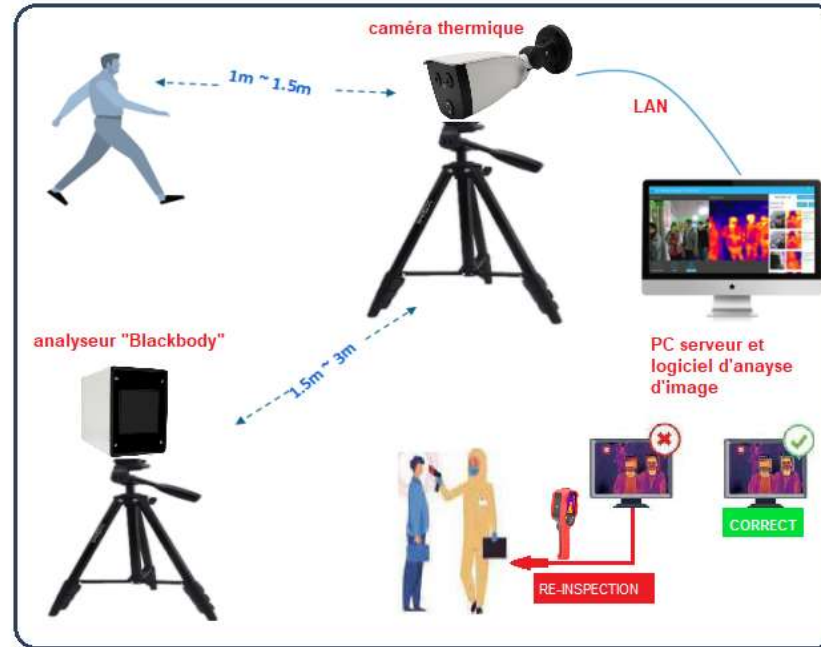 caméra thermique
1m ~ 1.5m
LAN
analyseur "Blackbody"
1.5m ~ 3m
PC serveur et
logiciel d'anayse
d'image
CORRECT
RE-INSPECTION